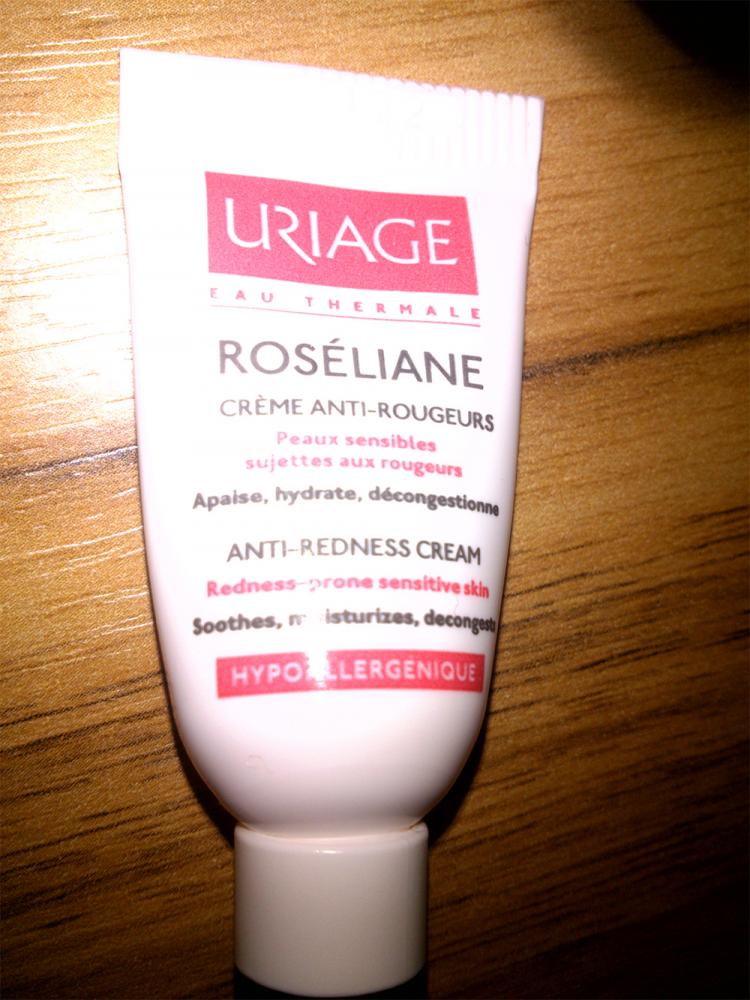 URIAGE
EAU THERMALE
ROSÉLIANE
CRÈME ANTI-ROUGEURS
Peaux sensibles
sujettes aux rougeurs
Apaise, hydrate, décongestionne
ANTI-REDNESS CREAM
Redness-prone sensitive skin
Soothes, moisturizes, decongests
HYPOALLERGÉNIQUE